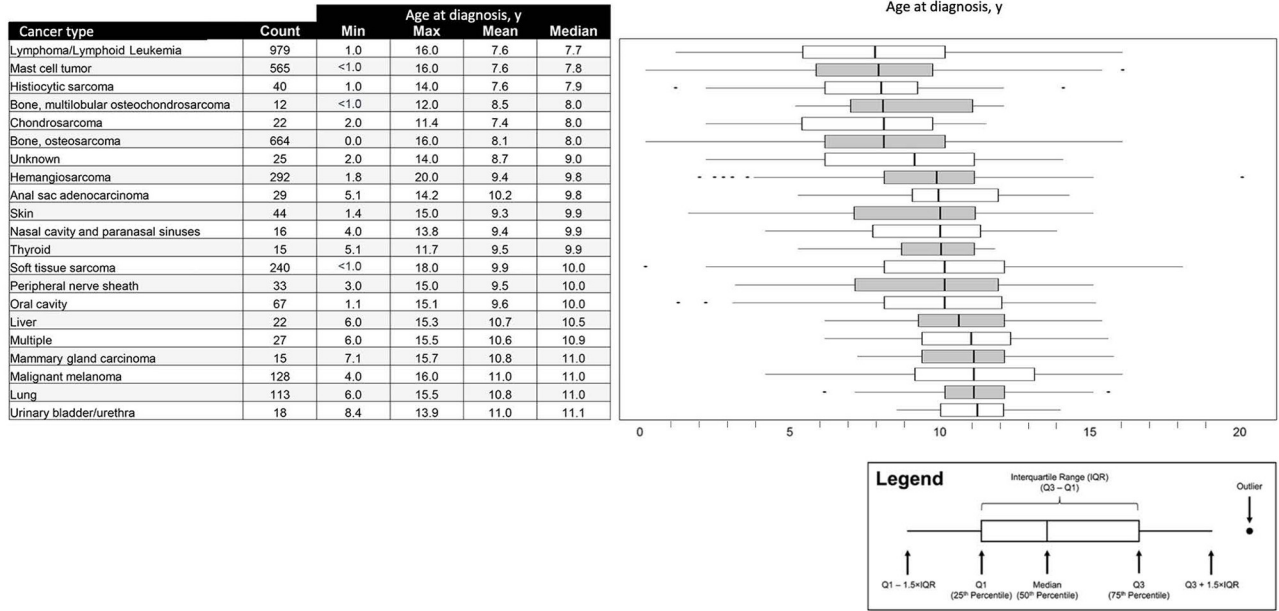 Age at diagnosis, y
Age at diagnosis, y
Cancer type Count Min Max Mean Median
Lymphoma/Lymphoid Leukemia 979 1.0 16.0 7.6 7.7
Mast cell tumor 565 <1.0 16.0 7.6 7.8
Histiocytic sarcoma 40 1.0 14.0 7.6 7.9
Bone, multilobular osteochondrosarcoma 12 <1.0 12.0 8.5 8.0
Chondrosarcoma 22 2.0 11.4 7.4 8.0
Bone, osteosarcoma 664 0.0 16.0 8.1 8.0
Unknown 25 2.0 14.0 8.7 9.0
Hemangiosarcoma 292 1.8 20.0 9.4 9.8
Anal sac adenocarcinoma 29 5.1 14.2 10.2 9.8
Skin 44 1.4 15.0 9.3 9.9
Nasal cavity and paranasal sinuses 16 4.0 13.8 9.4 9.9
Thyroid 15 5.1 11.7 9.5 9.9
Soft tissue sarcoma 240 <1.0 18.0 9.9 10.0
Peripheral nerve sheath 33 3.0 15.0 9.5 10.0
Oral cavity 67 1.1 15.1 9.6 10.0
Liver 22 6.0 15.3 10.7 10.5
Multiple 27 6.0 15.5 10.6 10.9
Mammary gland carcinoma 15 7.1 15.7 10.8 11.0
Malignant melanoma 128 4.0 16.0 11.0 11.0
Lung 113 6.0 15.5 10.8 11.0
Urinary bladder/urethra 18 8.4 13.9 11.0 11.1
0 5 10 15 20
Legend
Interquartile Range (IQR)
(Q3 – Q1)
Outlier
Q1 – 1.5×IQR Q1 Median Q3 Q3 + 1.5×IQR
(25th Percentile) (50th Percentile) (75th Percentile)